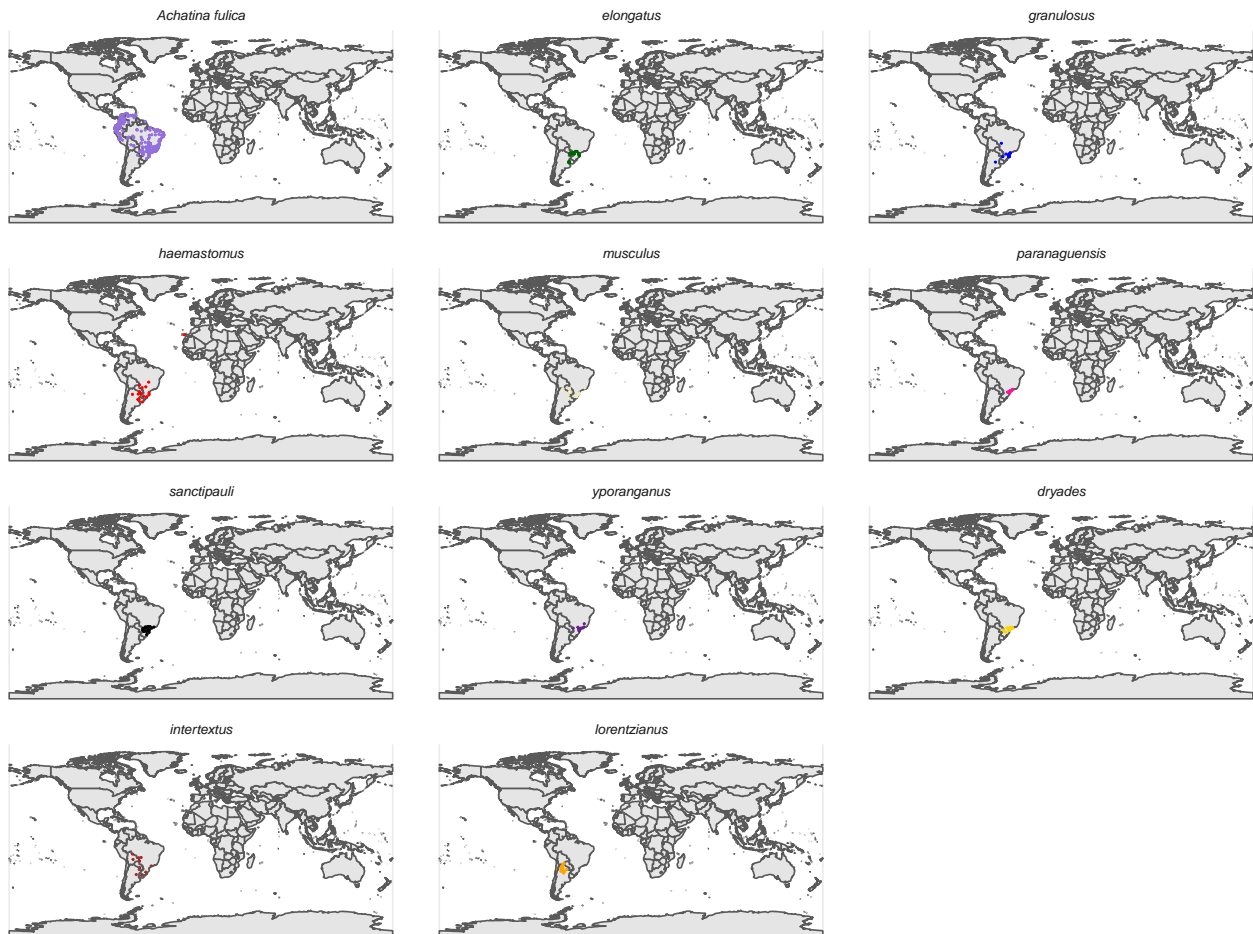 Achatina fulica
elongatus
granulosus
haemastomus
musculus
paranaguensis
sanctipauli
yporanganus
dryades
intertextus
lorentzianus